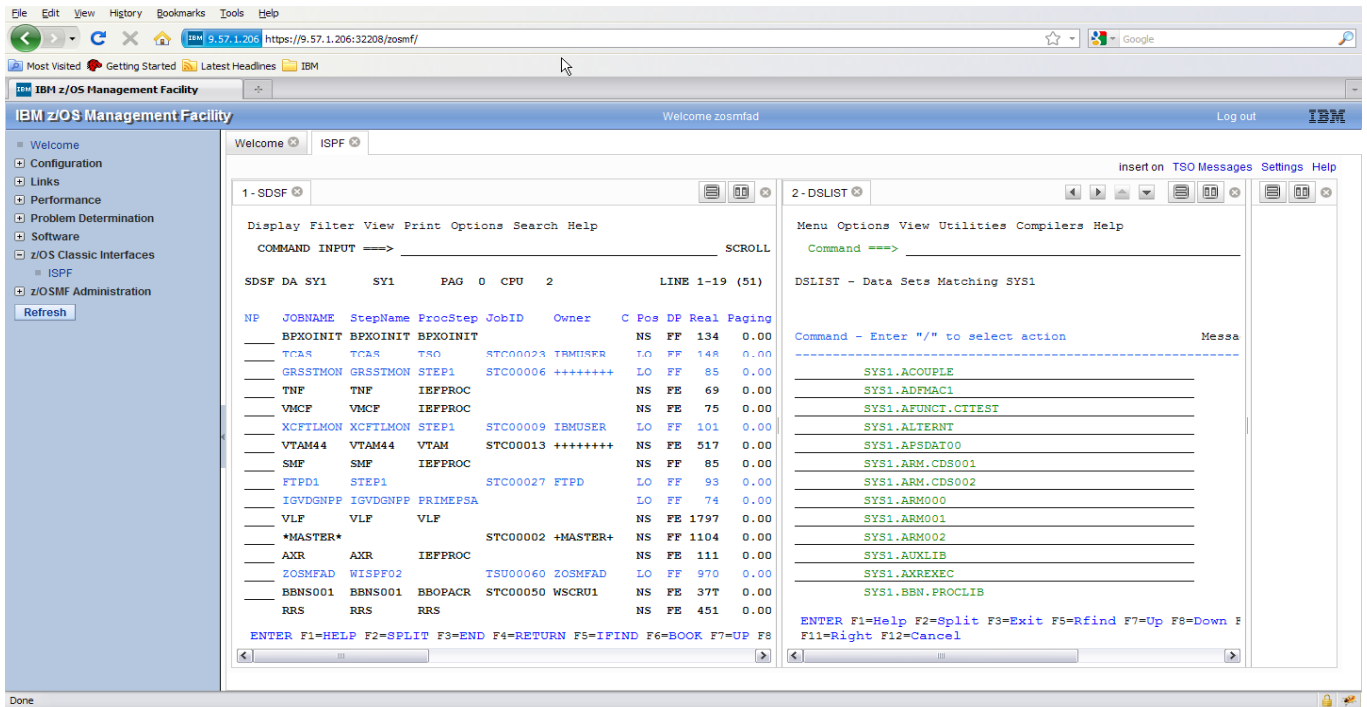 File Edit View History Bookmarks Tools Help
IBM 9.57.1.206 https://9.57.1.206:32208/zosmf/
Google
Most Visited Getting Started Latest Headlines IBM
IBM IBM z/OS Management Facility
IBM z/OS Management Facility Welcome zosmfad Log out IBM
Welcome
Configuration
Links
Performance
Problem Determination
Software
z/OS Classic Interfaces
ISPF
z/OSMF Administration
Refresh
Welcome ISPF
insert on TSO Messages Settings Help
1 - SDSF
Display Filter View Print Options Search Help
COMMAND INPUT ===> SCROLL
SDSF DA SY1 SY1 PAG 0 CPU 2 LINE 1-19 (51)
NP JOBNAME StepName ProcStep JobID Owner C Pos DP Real Paging
BPXOINIT BPXOINIT BPXOINIT NS FF 134 0.00
TCAS TCAS TSO STC00023 IBMUSER LO FF 148 0.00
GRSSTMON GRSSTMON STEP1 STC00006 ++++++++ LO FF 85 0.00
TNF TNF IEFPROC NS FE 69 0.00
VMCF VMCF IEFPROC NS FE 75 0.00
XCFTLMON XCFTLMON STEP1 STC00009 IBMUSER LO FF 101 0.00
VTAM44 VTAM44 VTAM STC00013 ++++++++ NS FE 517 0.00
SMF SMF IEFPROC NS FF 85 0.00
FTPD1 STEP1 STC00027 FTPD LO FF 93 0.00
IGVDGNPP IGVDGNPP PRIMEPSA LO FF 74 0.00
VLF VLF VLF NS FE 1797 0.00
*MASTER* STC00002 +MASTER+ NS FF 1104 0.00
AXR AXR IEFPROC NS FE 111 0.00
ZOSMFAD WISPF02 TSU00060 ZOSMFAD LO FF 970 0.00
BBNS001 BBNS001 BBOPACR STC00050 WSCRU1 NS FE 37T 0.00
RRS RRS RRS NS FE 451 0.00
ENTER F1=HELP F2=SPLIT F3=END F4=RETURN F5=IFIND F6=BOOK F7=UP F8
2 - DSLIST
Menu Options View Utilities Compilers Help
Command ===>
DSLIST - Data Sets Matching SYS1
Command - Enter "/" to select action Messa
SYS1.ACOUPLE
SYS1.ADFMAC1
SYS1.AFUNCT.CTTEST
SYS1.ALTERNT
SYS1.APSDAT00
SYS1.ARM.CDS001
SYS1.ARM.CDS002
SYS1.ARM000
SYS1.ARM001
SYS1.ARM002
SYS1.AUXLIB
SYS1.AXREXEC
SYS1.BBN.PROCLIB
ENTER F1=Help F2=Split F3=Exit F5=Rfind F7=Up F8=Down F
F11=Right F12=Cancel
Done